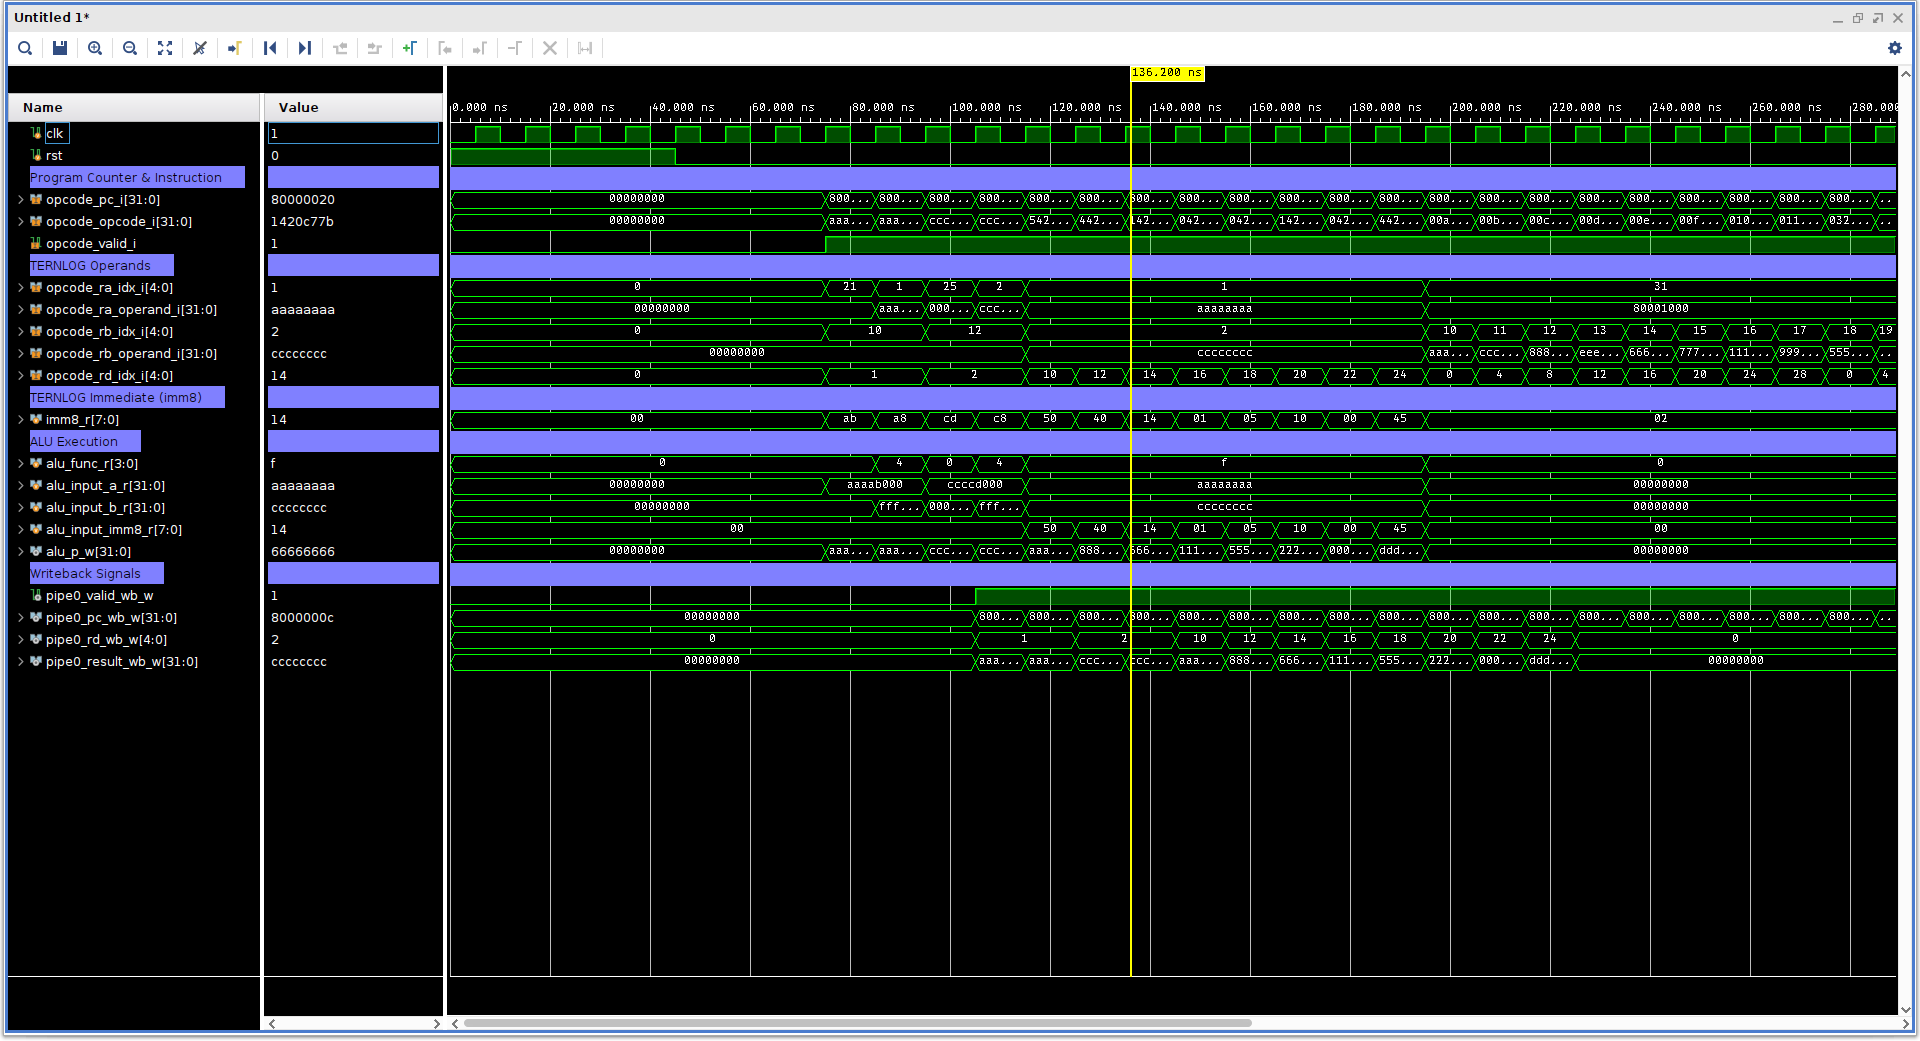 Untitled 1*
136.200 ns
Name Value 0.000 ns 20.000 ns 40.000 ns 60.000 ns 80.000 ns 100.000 ns 120.000 ns 140.000 ns 160.000 ns 180.000 ns 200.000 ns 220.000 ns 240.000 ns 260.000 ns 280.000
clk 1
rst 0
Program Counter & Instruction
opcode_pc_i[31:0] 80000020 00000000 800... 800... 800... 800... 800... 800... 800... 800... 800... 800... 800... 800... 800... 800... 800... 800... 800... 800... 800... 800... 800... ..
opcode_opcode_i[31:0] 1420c77b 00000000 aaa... aaa... ccc... ccc... 542... 442... 142... 042... 042... 142... 042... 442... 00a... 00b... 00c... 00d... 00e... 00f... 010... 011... 032... ..
opcode_valid_i 1
TERNLOG Operands
opcode_ra_idx_i[4:0] 1 0 21 1 25 2 1 31
opcode_ra_operand_i[31:0] aaaaaaaa 00000000 aaa... 000... ccc... aaaaaaaa 80001000
opcode_rb_idx_i[4:0] 2 0 10 12 2 10 11 12 13 14 15 16 17 18 19
opcode_rb_operand_i[31:0] cccccccc 00000000 cccccccc aaa... ccc... 888... eee... 666... 777... 111... 999... 555... ..
opcode_rd_idx_i[4:0] 14 0 1 2 10 12 14 16 18 20 22 24 0 4 8 12 16 20 24 28 0 4
TERNLOG Immediate (imm8)
imm8_r[7:0] 14 00 ab a8 cd c8 50 40 14 01 05 10 00 45 02
ALU Execution
alu_func_r[3:0] f 0 4 0 4 f 0
alu_input_a_r[31:0] aaaaaaaa 00000000 aaaab000 ccccd000 aaaaaaaa 00000000
alu_input_b_r[31:0] cccccccc 00000000 fff... 000... fff... cccccccc 00000000
alu_input_imm8_r[7:0] 14 00 50 40 14 01 05 10 00 45 00
alu_p_w[31:0] 66666666 00000000 aaa... aaa... ccc... ccc... aaa... 888... 666... 111... 555... 222... 000... ddd... 00000000
Writeback Signals
pipe0_valid_wb_w 1
pipe0_pc_wb_w[31:0] 8000000c 00000000 800... 800... 800... 800... 800... 800... 800... 800... 800... 800... 800... 800... 800... 800... 800... 800... 800... 800... ..
pipe0_rd_wb_w[4:0] 2 0 1 2 10 12 14 16 18 20 22 24 0
pipe0_result_wb_w[31:0] cccccccc 00000000 aaa... aaa... ccc... ccc... aaa... 888... 666... 111... 555... 222... 000... ddd... 00000000